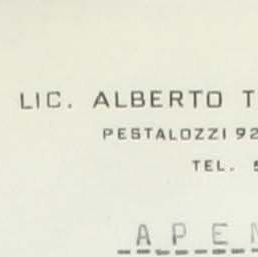 LIC. ALBERTO T
PESTALOZZI 92
TEL. 5
A P E N